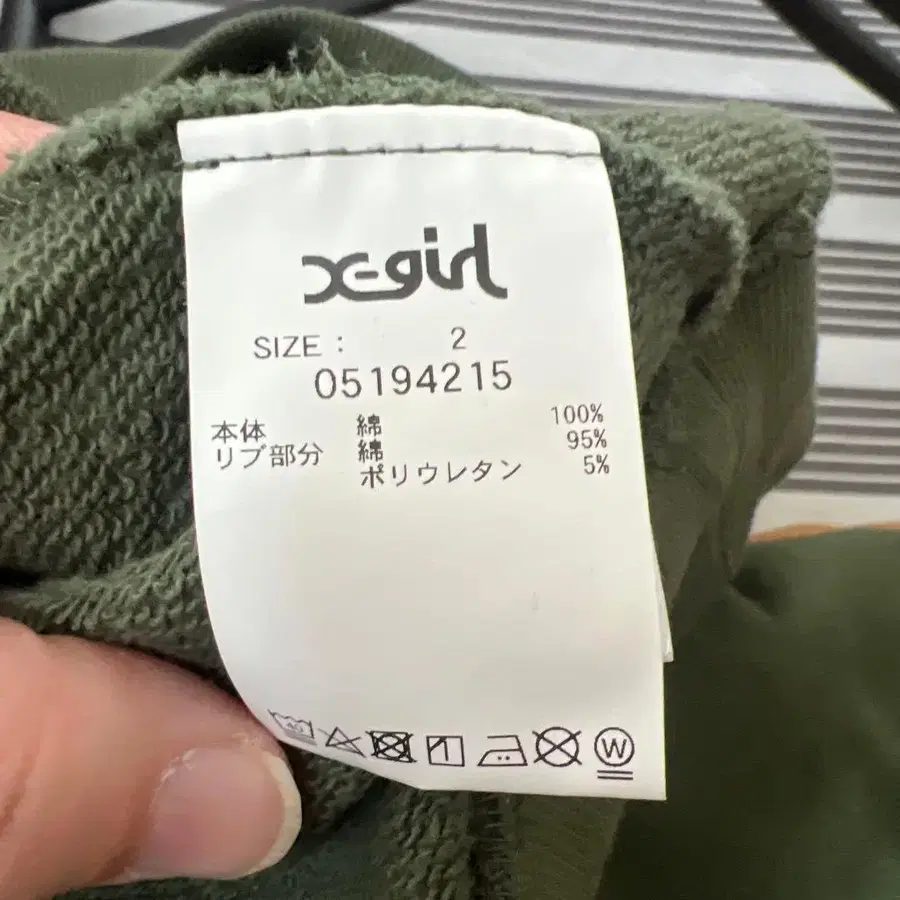 X-girl
SIZE : 2
05194215
本体 綿 100%
リブ部分 綿 95%
ポリウレタン 5%
40
W